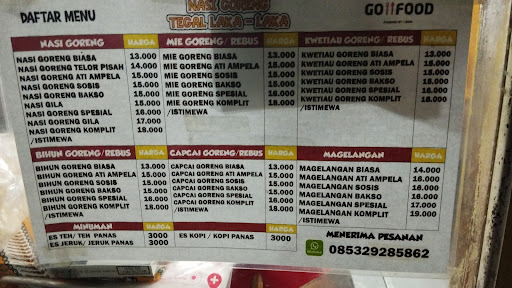 DAFTAR MENU
NASI GORENG
TEGAL LAKA - LAKA
GO FOOD
NASI GORENG HARGA
NASI GORENG BIASA 13.000
NASI GORENG TELOR PISAH 14.000
NASI GORENG ATI AMPELA 15.000
NASI GORENG SOSIS 15.000
NASI GORENG BAKSO 15.000
NASI GILA 15.000
NASI GORENG SPESIAL 16.000
NASI GORENG GILA 17.000
NASI GORENG KOMPLIT 18.000
/ISTIMEWA
MIE GORENG/REBUS HARGA
MIE GORENG BIASA 13.000
MIE GORENG ATI AMPELA 15.000
MIE GORENG SOSIS 15.000
MIE GORENG BAKSO 15.000
MIE GORENG SPESIAL 16.000
MIE GORENG KOMPLIT 18.000
/ISTIMEWA
KWETIAU GORENG/REBUS HARGA
KWETIAU GORENG BIASA 13.000
KWETIAU GORENG ATI AMPELA 15.000
KWETIAU GORENG SOSIS 15.000
KWETIAU GORENG BAKSO 15.000
KWETIAU GORENG SPESIAL 16.000
KWETIAU GORENG KOMPLIT 18.000
/ISTIMEWA
BIHUN GORENG/REBUS HARGA
BIHUN GORENG BIASA 13.000
BIHUN GORENG ATI AMPELA 15.000
BIHUN GORENG SOSIS 15.000
BIHUN GORENG BAKSO 15.000
BIHUN GORENG SPESIAL 16.000
BIHUN GORENG KOMPLIT 18.000
/ISTIMEWA
CAPCAI GORENG/REBUS HARGA
CAPCAI GORENG BIASA 13.000
CAPCAI GORENG ATI AMPELA 15.000
CAPCAI GORENG SOSIS 15.000
CAPCAI GORENG BAKSO 15.000
CAPCAI GORENG SPESIAL 16.000
CAPCAI GORENG KOMPLIT 18.000
/ISTIMEWA
MAGELANGAN HARGA
MAGELANGAN BIASA 14.000
MAGELANGAN ATI AMPELA 16.000
MAGELANGAN SOSIS 16.000
MAGELANGAN BAKSO 16.000
MAGELANGAN SPESIAL 17.000
MAGELANGAN KOMPLIT 19.000
/ISTIMEWA
MINUMAN HARGA
ES TEH/ TEH PANAS 3000
ES JERUK/ JERUK PANAS 3000
HARGA
ES KOPI / KOPI PANAS 3000
MENERIMA PESANAN
085329285862